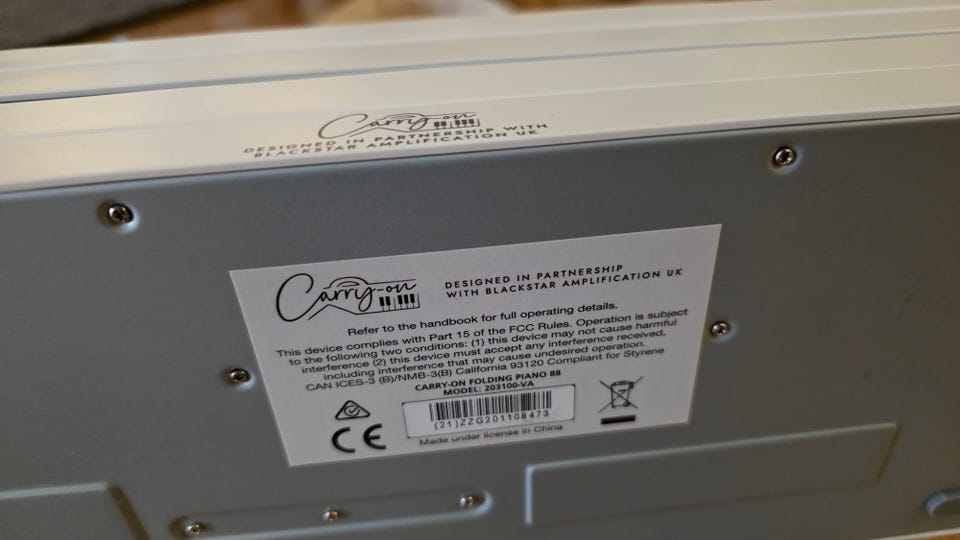 Carry-on
DESIGNED IN PARTNERSHIP WITH
BLACKSTAR AMPLIFICATION UK
Carry-on
DESIGNED IN PARTNERSHIP
WITH BLACKSTAR AMPLIFICATION UK
Refer to the handbook for full operating details.
This device complies with Part 15 of the FCC Rules. Operation is subject
to the following two conditions: (1) this device may not cause harmful
interference (2) this device must accept any interference received,
including interference that may cause undesired operation.
CAN ICES-3 (B)/NMB-3(B) California 93120 Compliant for Styrene
CARRY-ON FOLDING PIANO 88
MODEL: 203100-VA
(21)ZZG201108473
CE
Made under license in China